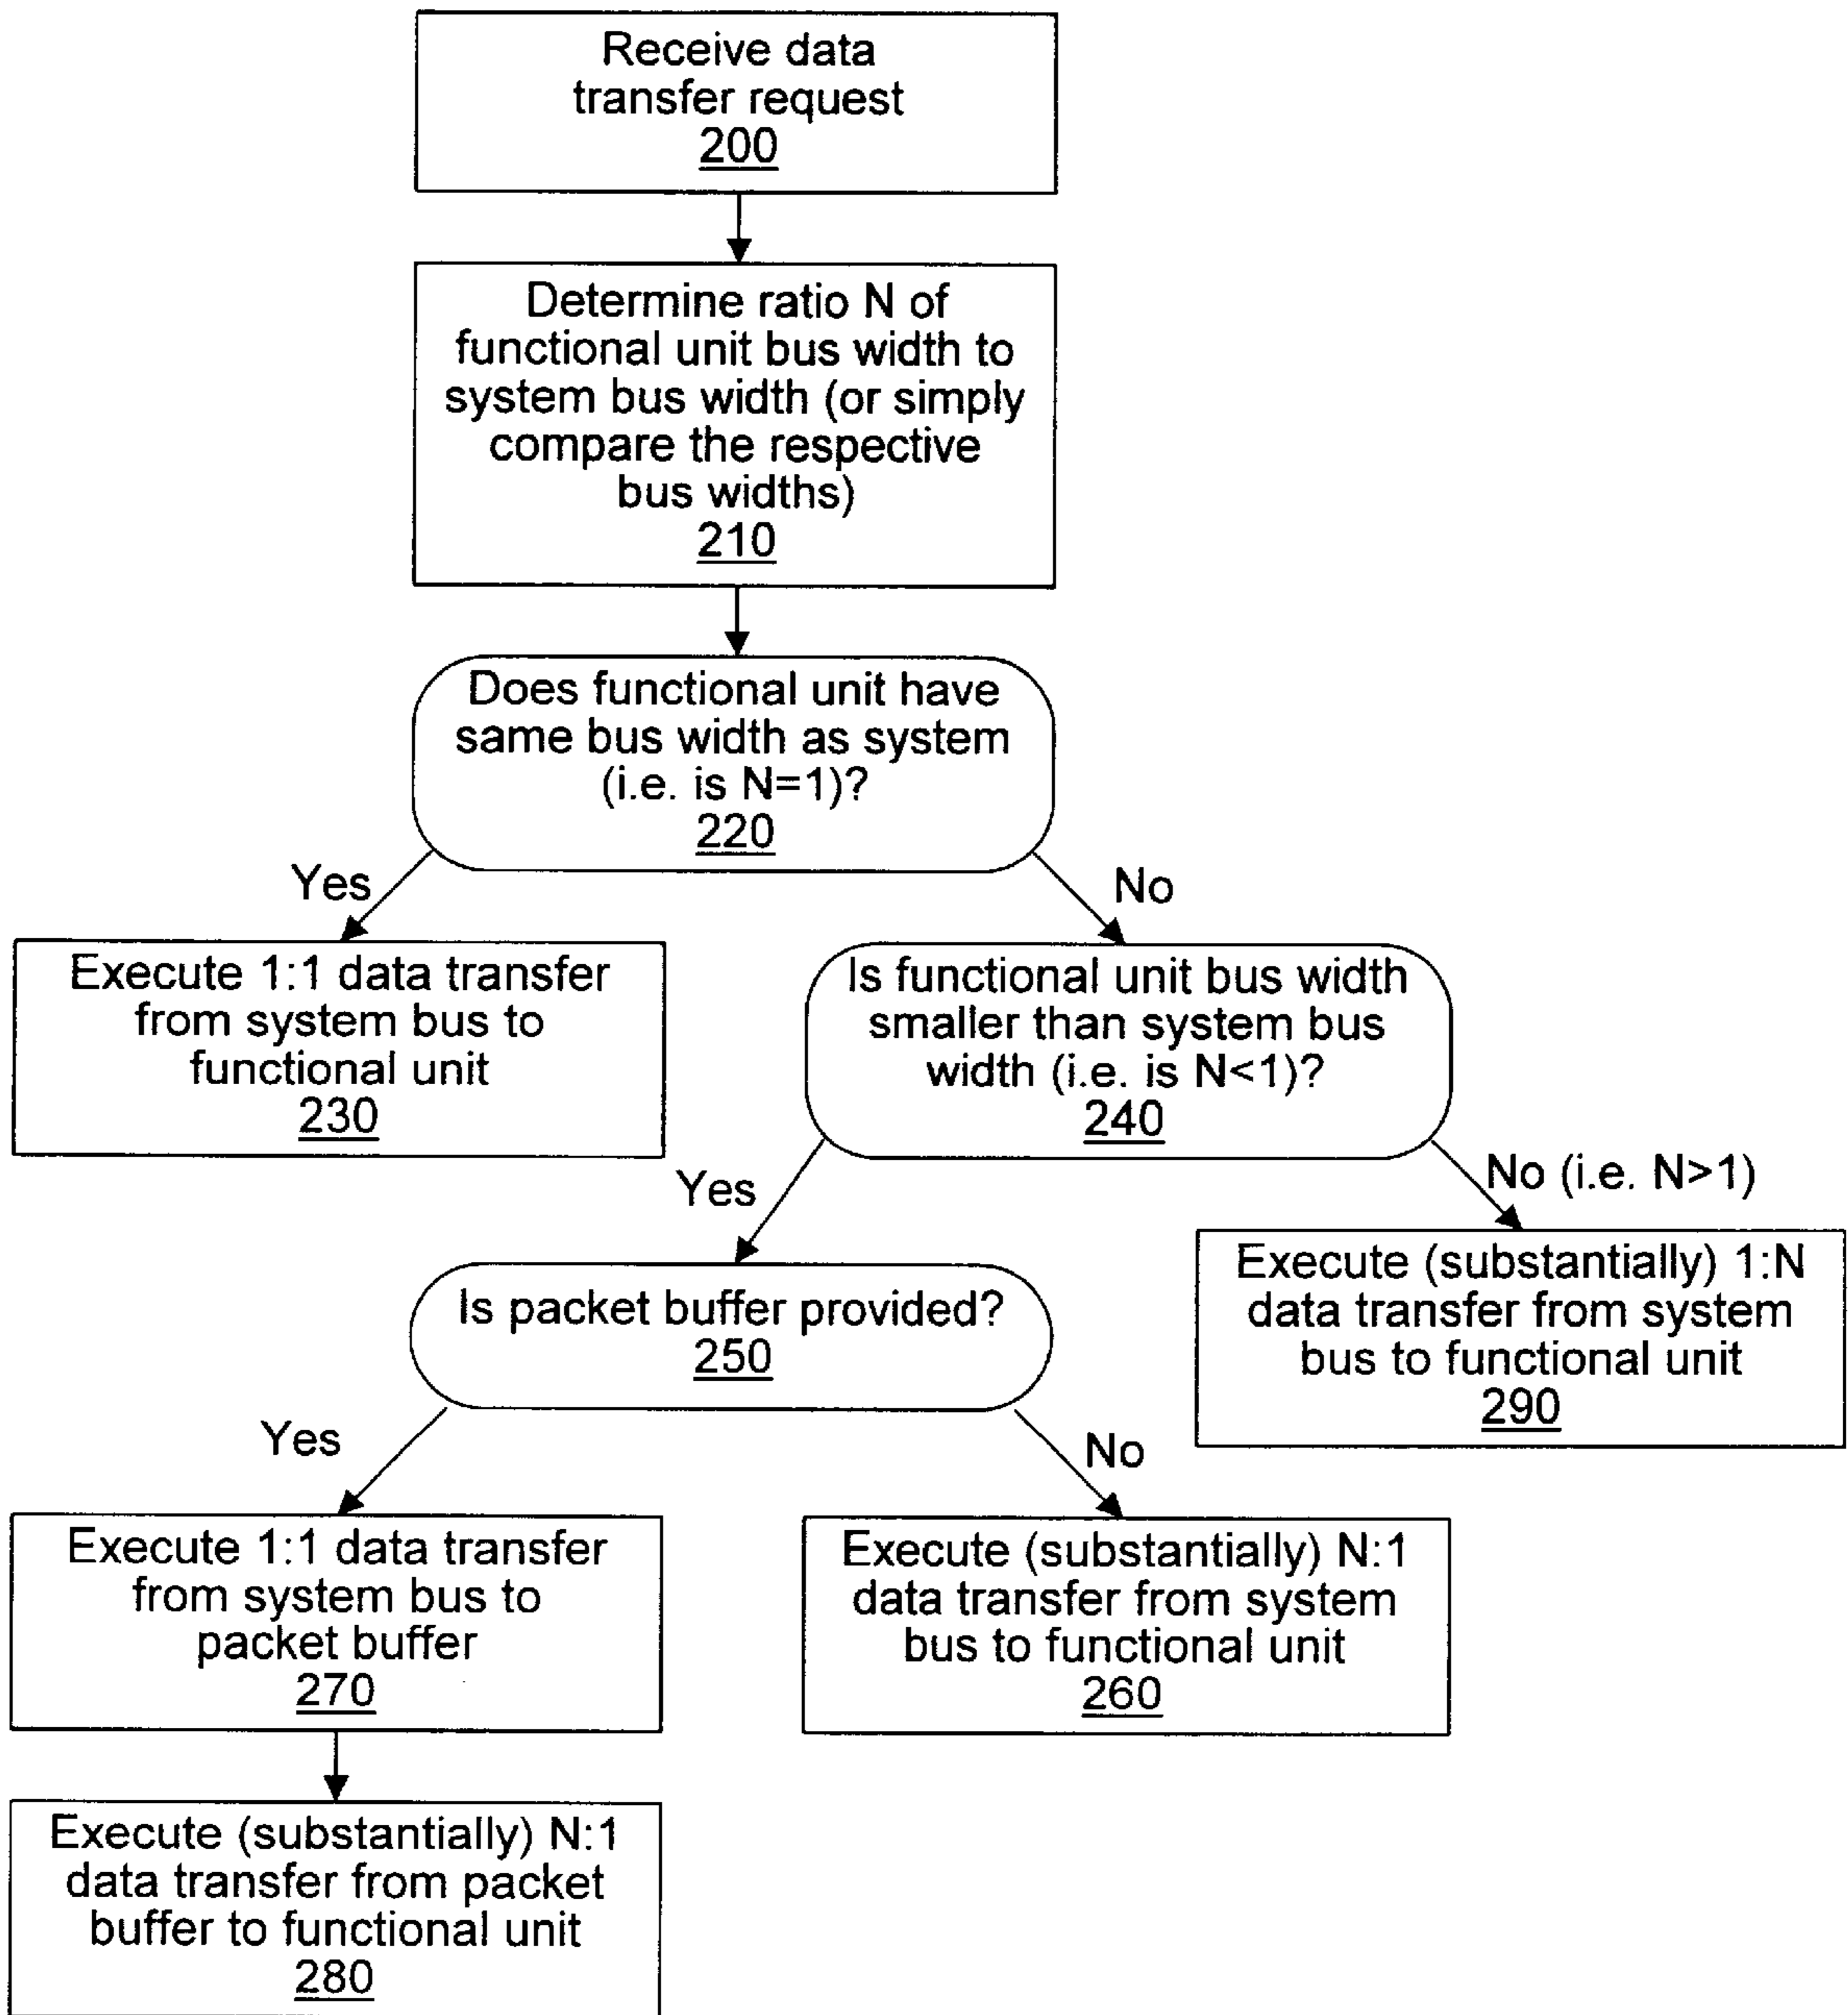 Receive data
transfer request
200
Determine ratio N of
functional unit bus width to
system bus width (or simply
compare the respective
bus widths)
210
Does functional unit have
same bus width as system
(i.e. is N=1)?
220
Yes
No
Execute 1:1 data transfer
from system bus to
functional unit
230
Is functional unit bus width
smaller than system bus
width (i.e. is N<1)?
240
Yes
No (i.e. N>1)
Is packet buffer provided?
250
Execute (substantially) 1:N
data transfer from system
bus to functional unit
290
Yes
No
Execute 1:1 data transfer
from system bus to
packet buffer
270
Execute (substantially) N:1
data transfer from system
bus to functional unit
260
Execute (substantially) N:1
data transfer from packet
buffer to functional unit
280